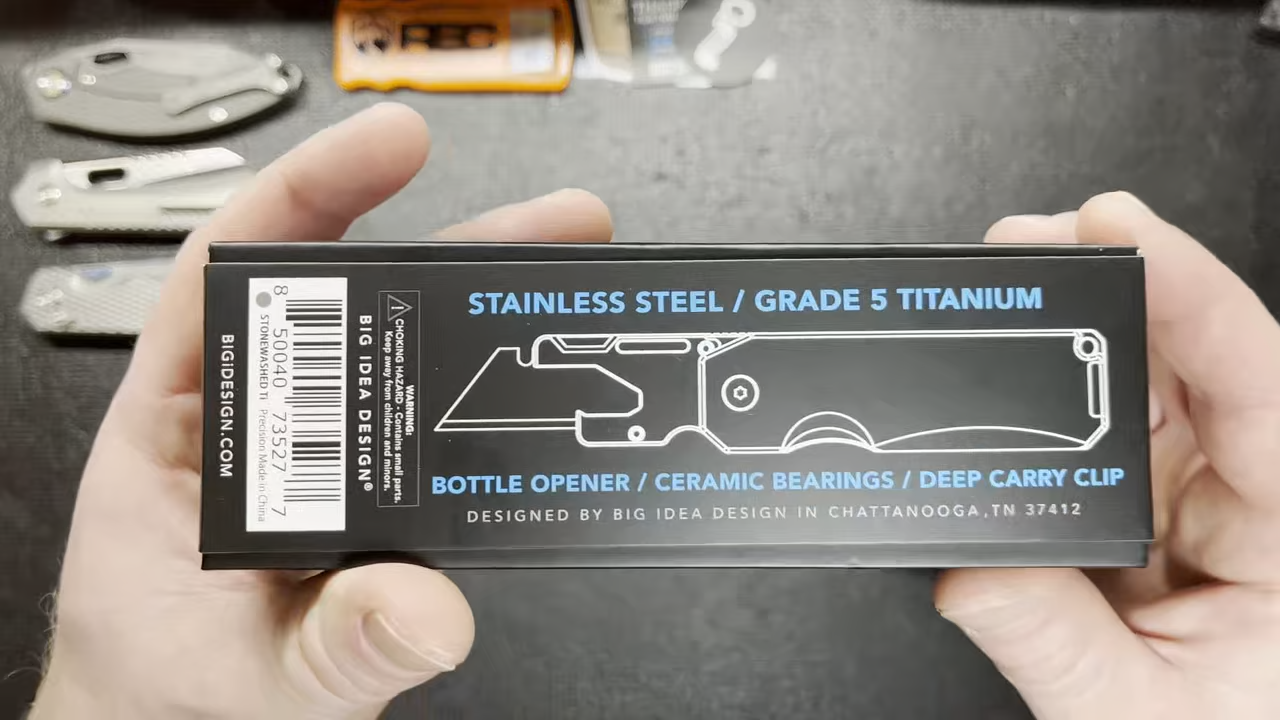 STAINLESS STEEL / GRADE 5 TITANIUM
BOTTLE OPENER / CERAMIC BEARINGS / DEEP CARRY CLIP
DESIGNED BY BIG IDEA DESIGN IN CHATTANOOGA,TN 37412
WARNING:
CHOKING HAZARD - Contains small parts.
Keep away from children and minors.
BIG IDEA DESIGN®
8 50040 73527 7
STONEWASHED Ti Precision Made in China
BIGiDESIGN.COM